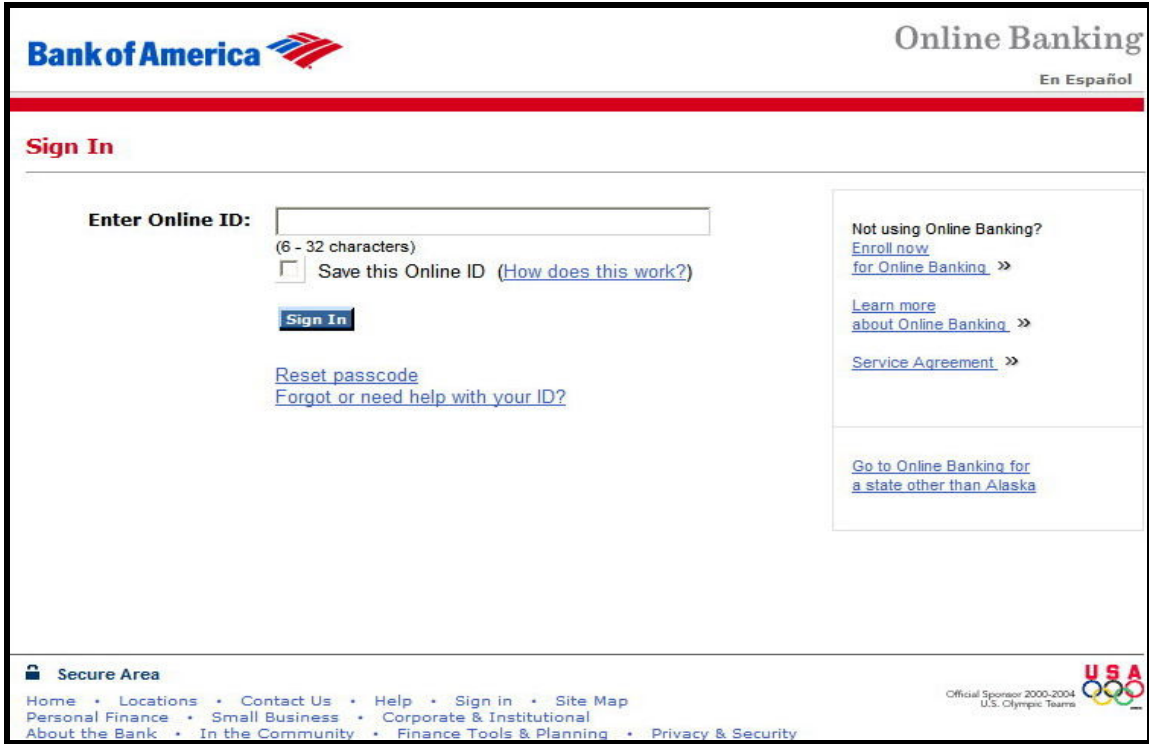 Bank of America
Online Banking
En Español
Sign In
Enter Online ID:
(6 - 32 characters)
Save this Online ID (How does this work?)
Sign In
Reset passcode
Forgot or need help with your ID?
Not using Online Banking?
Enroll now
for Online Banking »
Learn more
about Online Banking »
Service Agreement »
Go to Online Banking for
a state other than Alaska
Secure Area
Home • Locations • Contact Us • Help • Sign in • Site Map
Personal Finance • Small Business • Corporate & Institutional
About the Bank • In the Community • Finance Tools & Planning • Privacy & Security
Official Sponsor 2000-2004
U.S. Olympic Teams
USA